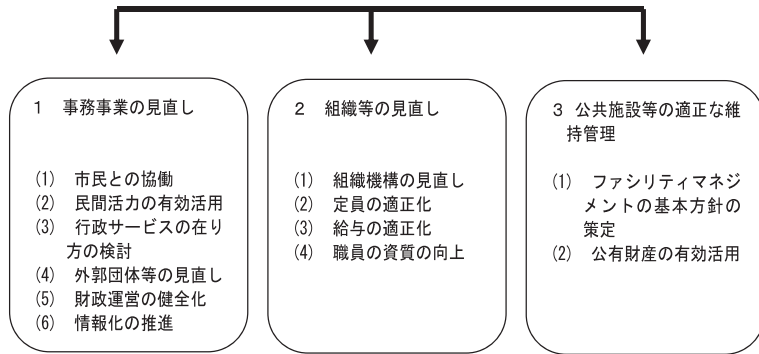 1　事務事業の見直し
(1)　市民との協働
(2)　民間活力の有効活用
(3)　行政サービスの在り
方の検討
(4)　外郭団体等の見直し
(5)　財政運営の健全化
(6)　情報化の推進
2　組織等の見直し
(1)　組織機構の見直し
(2)　定員の適正化
(3)　給与の適正化
(4)　職員の資質の向上
3　公共施設等の適正な維
持管理
(1)　ファシリティマネジ
メントの基本方針の
策定
(2)　公有財産の有効活用